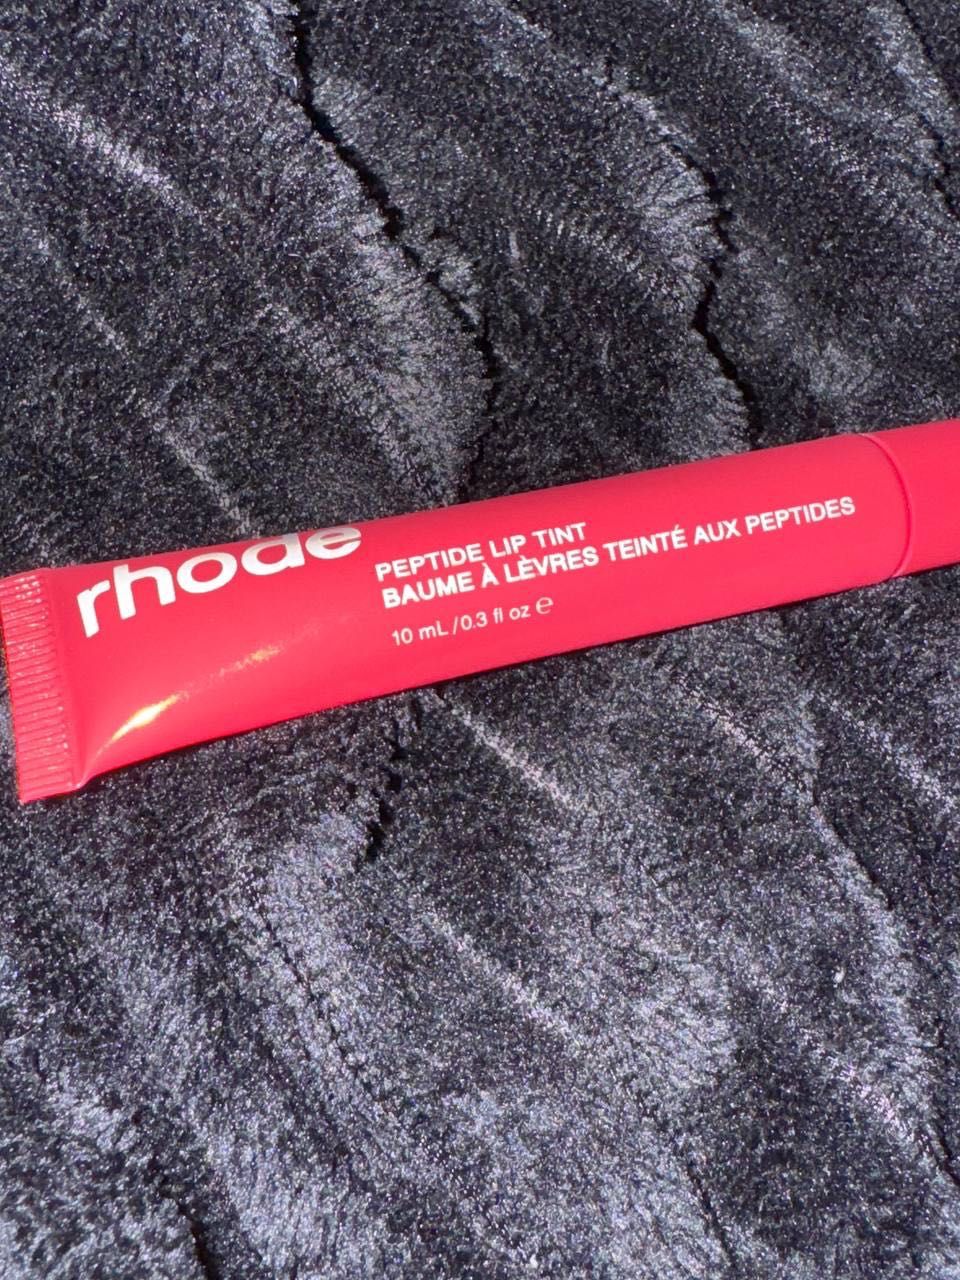 rhode
PEPTIDE LIP TINT
BAUME À LÈVRES TEINTÉ AUX PEPTIDES
10 mL/0.3 fl oz ℮